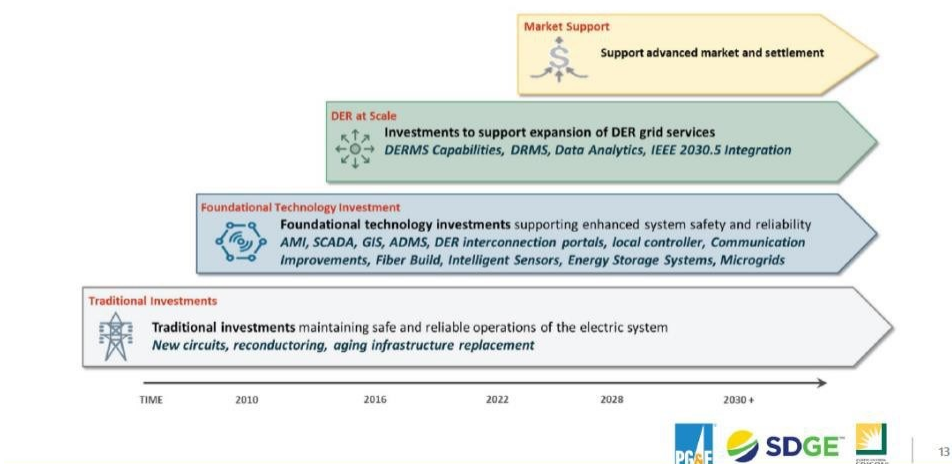 Market Support
Support advanced market and settlement
DER at Scale
Investments to support expansion of DER grid services
DERMS Capabilities, DRMS, Data Analytics, IEEE 2030.5 Integration
Foundational Technology Investment
Foundational technology investments supporting enhanced system safety and reliability
AMI, SCADA, GIS, ADMS, DER interconnection portals, local controller, Communication
Improvements, Fiber Build, Intelligent Sensors, Energy Storage Systems, Microgrids
Traditional Investments
Traditional investments maintaining safe and reliable operations of the electric system
New circuits, reconductoring, aging infrastructure replacement
TIME 2010 2016 2022 2028 2030 +
PG&E SDGE
13